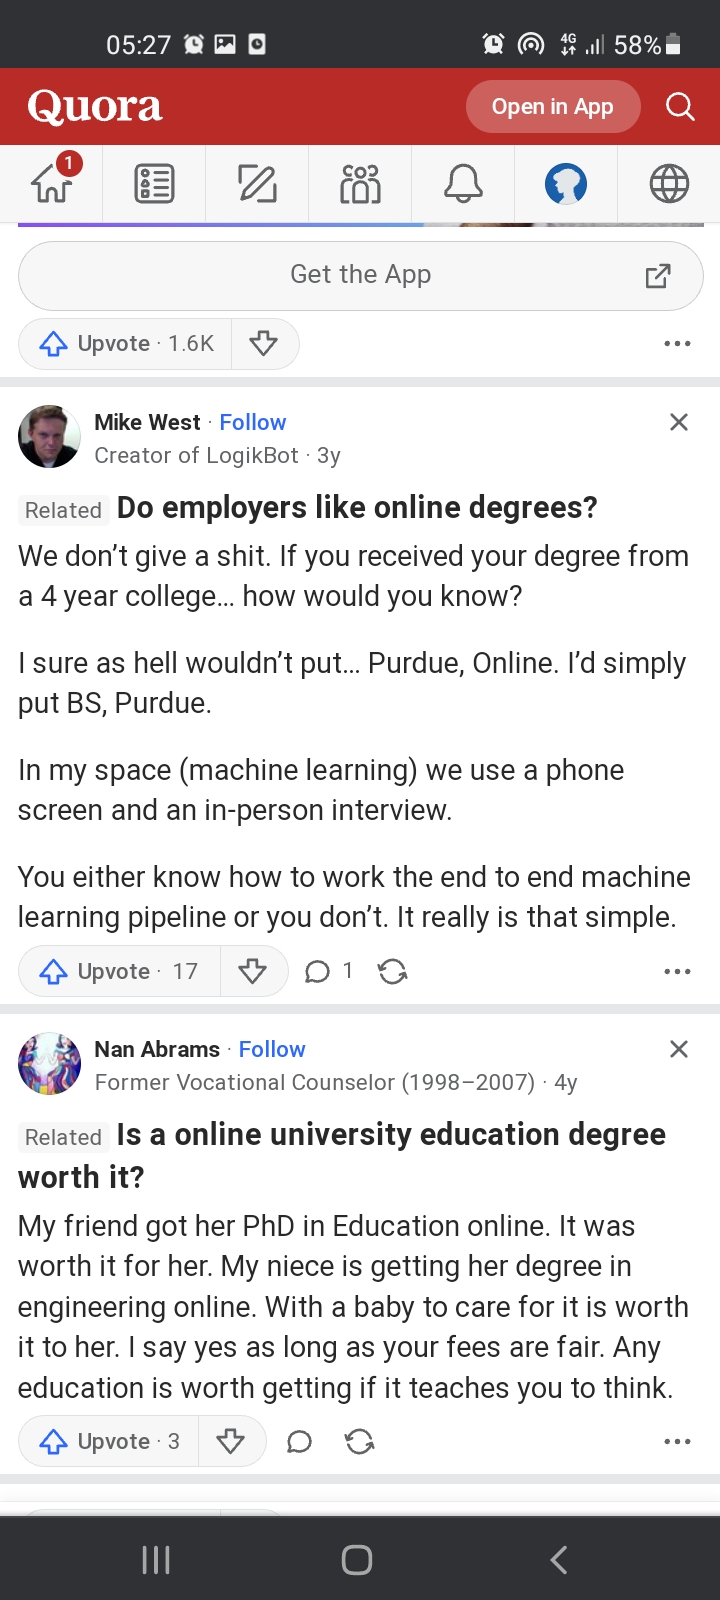 05:27 4G 58%
Quora Open in App
1
Get the App
Upvote · 1.6K
Mike West · Follow
Creator of LogikBot · 3y
Related Do employers like online degrees?
We don’t give a shit. If you received your degree from
a 4 year college… how would you know?
I sure as hell wouldn’t put… Purdue, Online. I’d simply
put BS, Purdue.
In my space (machine learning) we use a phone
screen and an in-person interview.
You either know how to work the end to end machine
learning pipeline or you don’t. It really is that simple.
Upvote · 17 1
Nan Abrams · Follow
Former Vocational Counselor (1998–2007) · 4y
Related Is a online university education degree
worth it?
My friend got her PhD in Education online. It was
worth it for her. My niece is getting her degree in
engineering online. With a baby to care for it is worth
it to her. I say yes as long as your fees are fair. Any
education is worth getting if it teaches you to think.
Upvote · 3